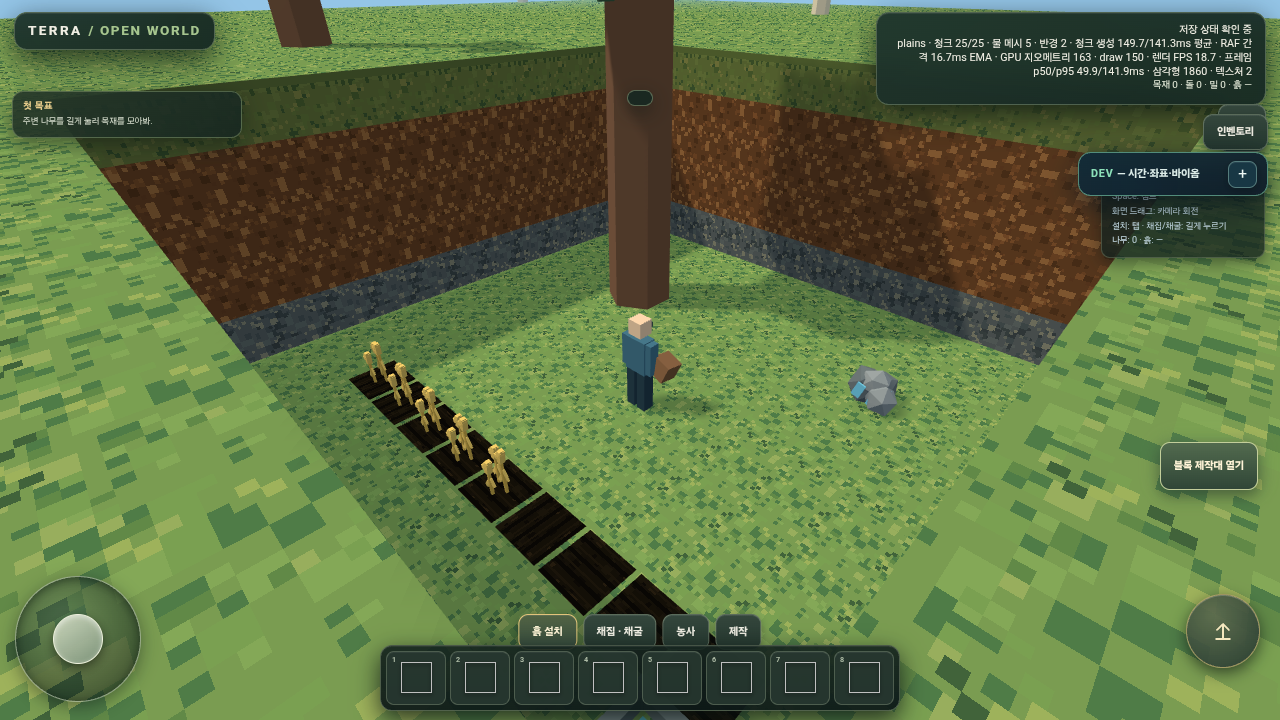 TERRA / OPEN WORLD
저장 상태 확인 중
plains · 청크 25/25 · 물 메시 5 · 반경 2 · 청크 생성 149.7/141.3ms 평균 · RAF 간
격 16.7ms EMA · GPU 지오메트리 163 · draw 150 · 렌더 FPS 18.7 · 프레임
p50/p95 49.9/141.9ms · 삼각형 1860 · 텍스처 2
목재 0 · 돌 0 · 밀 0 · 흙 —
첫 목표
주변 나무를 길게 눌러 목재를 모아봐.
인벤토리
DEV — 시간·좌표·바이옴 +
화면 드래그: 카메라 회전
설치: 탭 · 채집/채굴: 길게 누르기
나무: 0 · 흙: —
블록 제작대 열기
흙 설치 채집 · 채굴 농사 제작
1 2 3 4 5 6 7 8